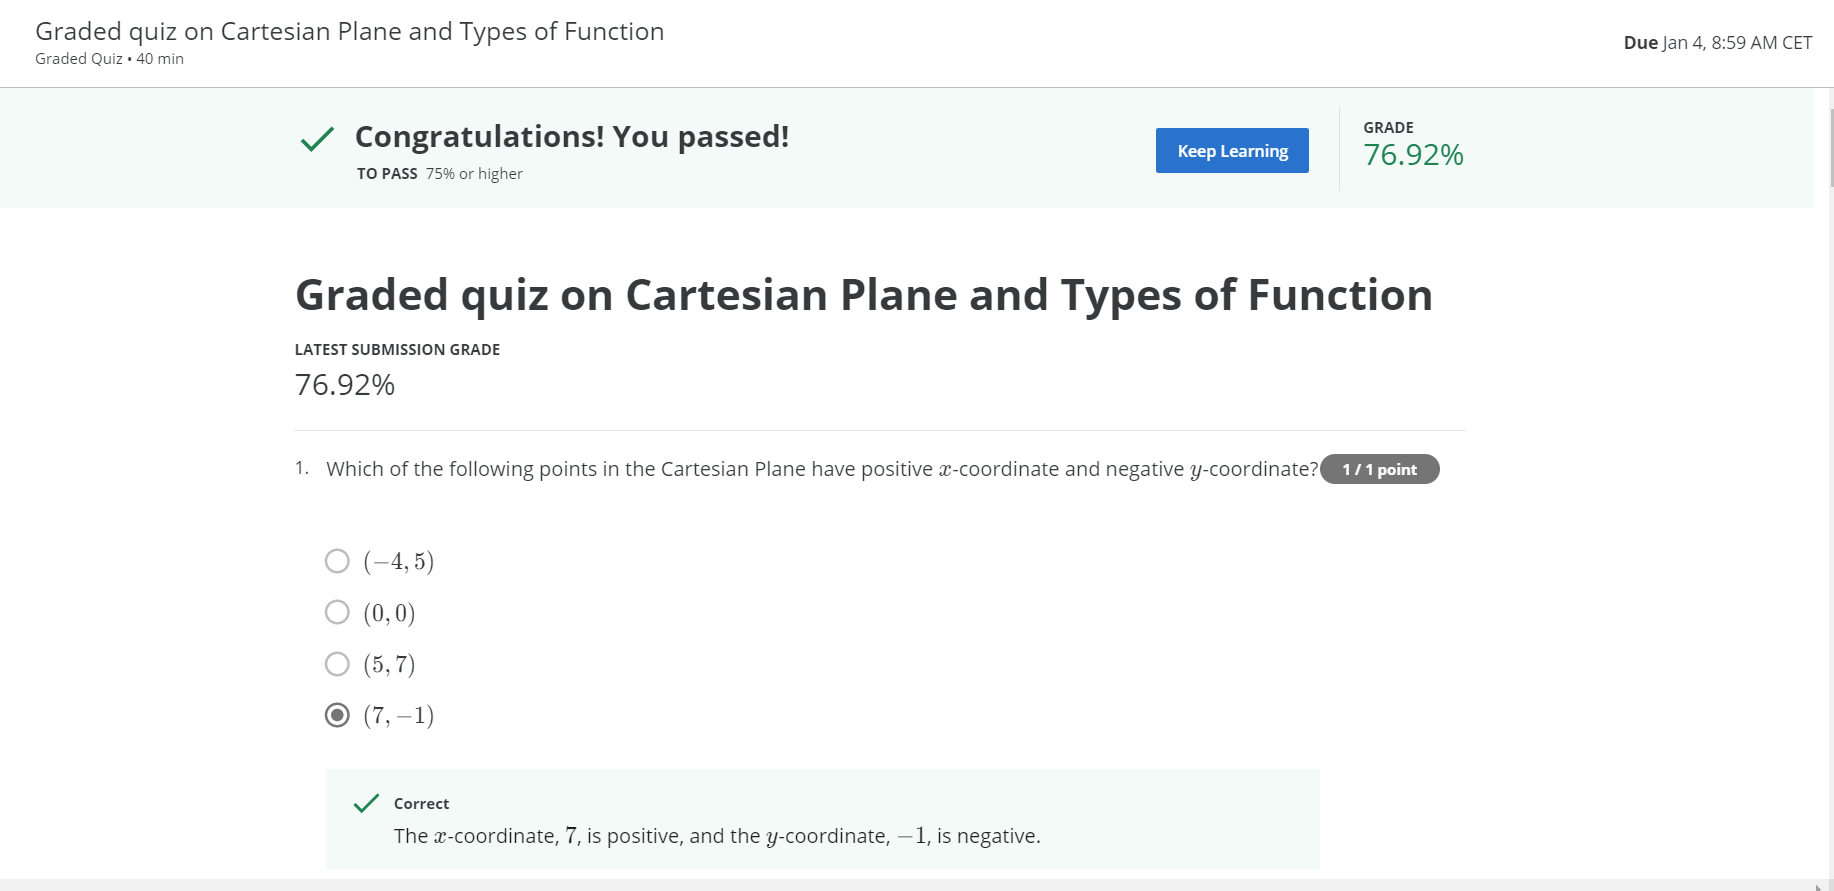 Graded quiz on Cartesian Plane and Types of Function
Graded Quiz • 40 min
Due Jan 4, 8:59 AM CET
Congratulations! You passed!
TO PASS 75% or higher
Keep Learning
GRADE
76.92%
Graded quiz on Cartesian Plane and Types of Function
LATEST SUBMISSION GRADE
76.92%
1. Which of the following points in the Cartesian Plane have positive x-coordinate and negative y-coordinate? 1 / 1 point
(−4, 5)
(0, 0)
(5, 7)
(7, −1)
Correct
The x-coordinate, 7, is positive, and the y-coordinate, −1, is negative.